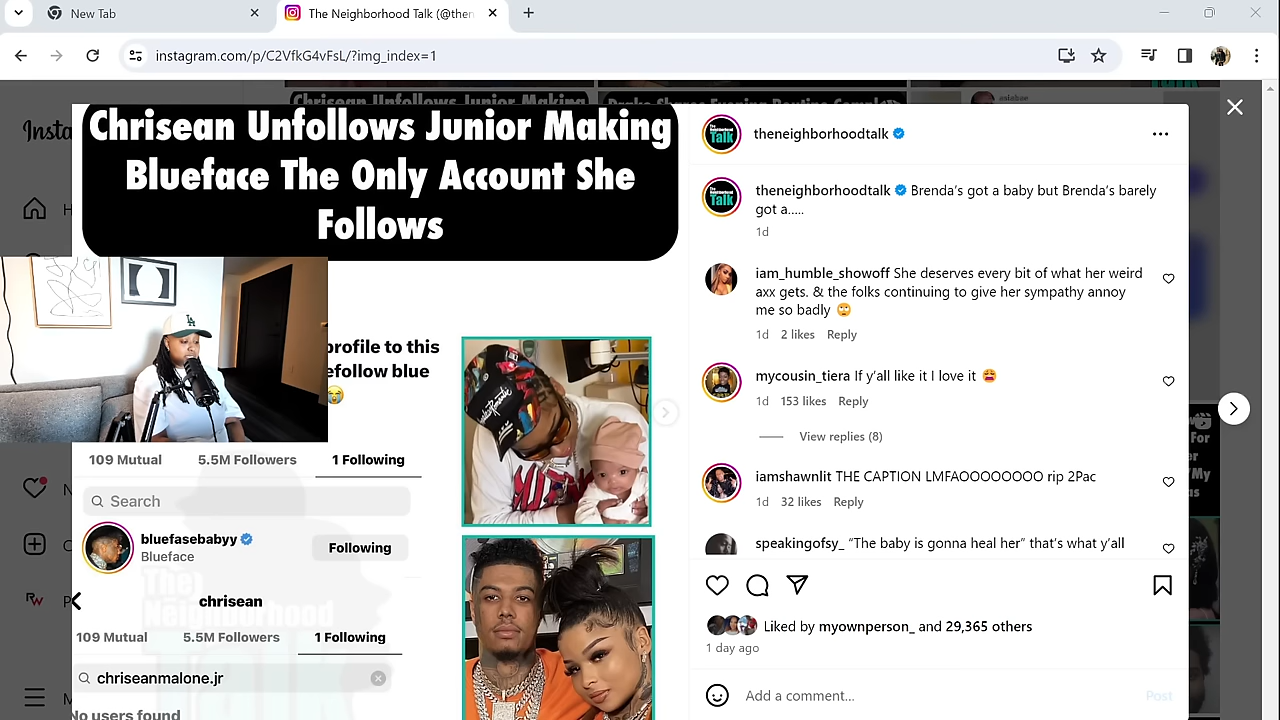 New Tab
The Neighborhood Talk (@then
instagram.com/p/C2VfkG4vFsL/?img_index=1
Chrisean Unfollows Junior Making
Blueface The Only Account She
Follows
profile to this
efollow blue
😭
109 Mutual 5.5M Followers 1 Following
Search
bluefasebabyy
Blueface
Following
The
Neighborhood
chrisean
109 Mutual 5.5M Followers 1 Following
chriseanmalone.jr
No users found
theneighborhoodtalk
theneighborhoodtalk Brenda's got a baby but Brenda's barely
got a.....
1d
iam_humble_showoff She deserves every bit of what her weird
axx gets. & the folks continuing to give her sympathy annoy
me so badly 🙄
1d 2 likes Reply
mycousin_tiera If y'all like it I love it 😩
1d 153 likes Reply
View replies (8)
iamshawnlit THE CAPTION LMFAOOOOOOOO rip 2Pac
1d 32 likes Reply
speakingofsy_ “The baby is gonna heal her” that's what y'all
Liked by myownperson_ and 29,365 others
1 day ago
Add a comment...
Post